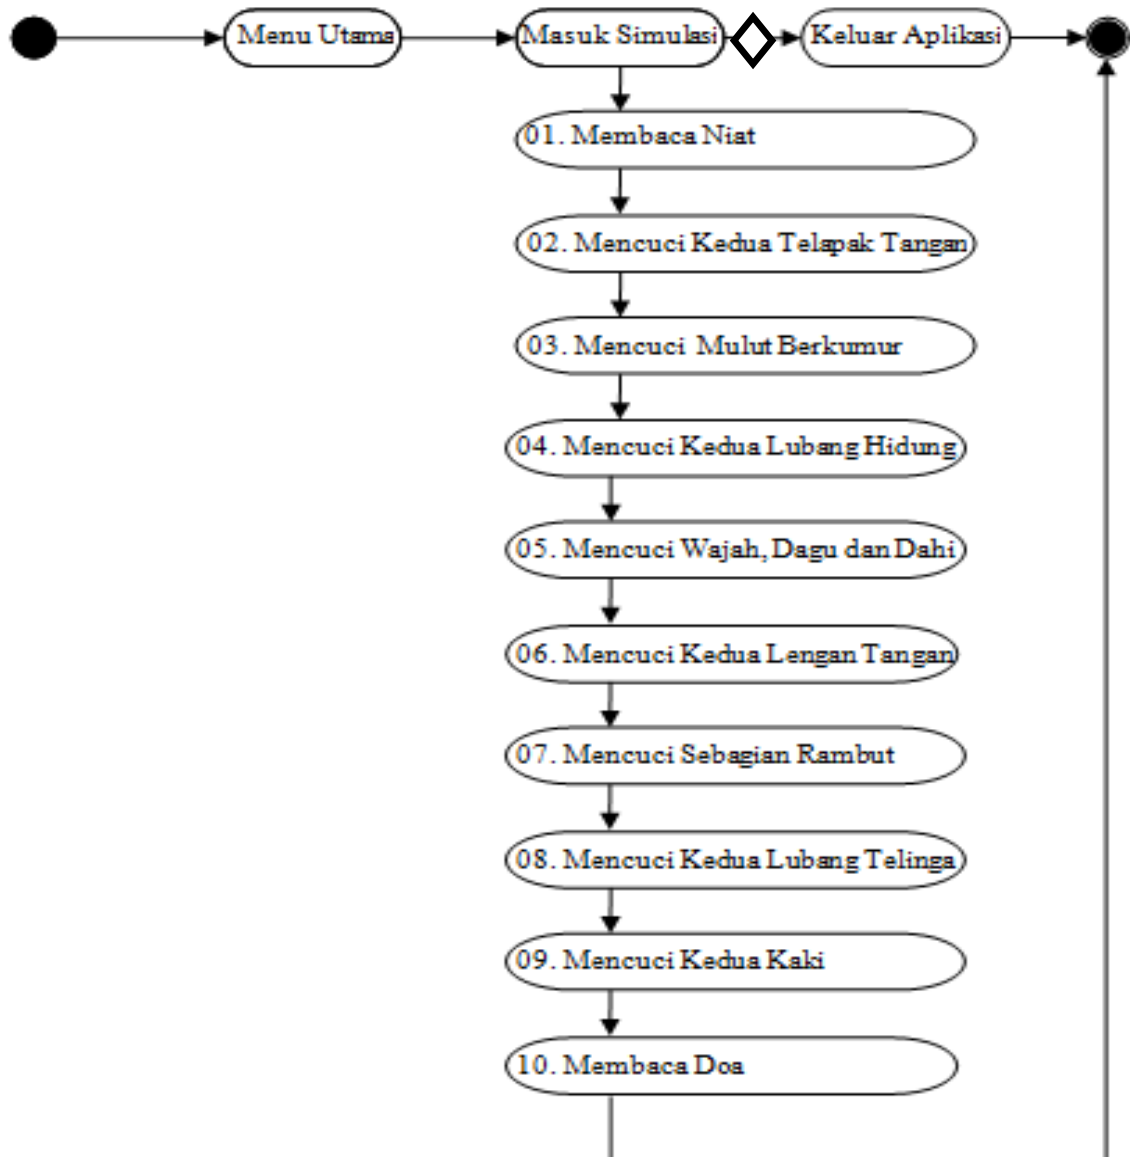 Menu Utama
Masuk Simulasi
Keluar Aplikasi
01. Membaca Niat
02. Mencuci Kedua Telapak Tangan
03. Mencuci Mulut Berkumur
04. Mencuci Kedua Lubang Hidung
05. Mencuci Wajah, Dagu dan Dahi
06. Mencuci Kedua Lengan Tangan
07. Mencuci Sebagian Rambut
08. Mencuci Kedua Lubang Telinga
09. Mencuci Kedua Kaki
10. Membaca Doa